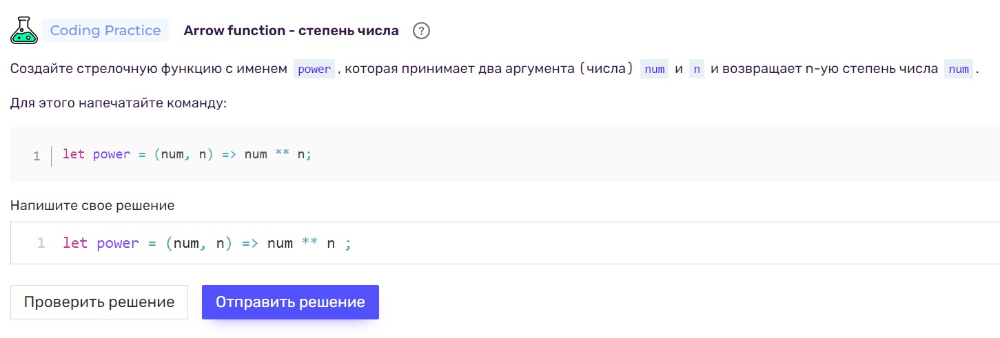 Coding Practice Arrow function - степень числа ?
Создайте стрелочную функцию с именем power , которая принимает два аргумента (числа) num и n и возвращает n-ую степень числа num .
Для этого напечатайте команду:
1 let power = (num, n) => num ** n;
Напишите свое решение
1 let power = (num, n) => num ** n ;
Проверить решение Отправить решение